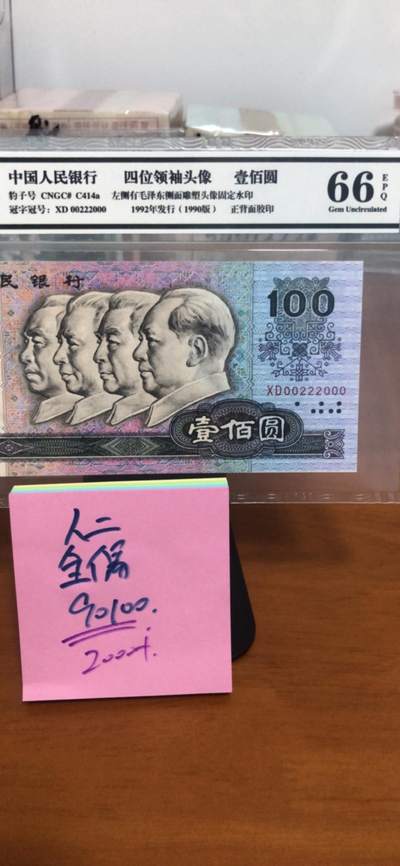 中国人民银行 四位领袖头像 壹佰圆
豹子号 CNGC# C414a 左侧有毛泽东侧面雕塑头像固定水印
冠字冠号: XD 00222000 1992年发行(1990版) 正背面胶印
66 EPQ
Gem Uncirculated
民银行
100
XD00222000
壹佰圆
人二
全偶
90100.
2000+.